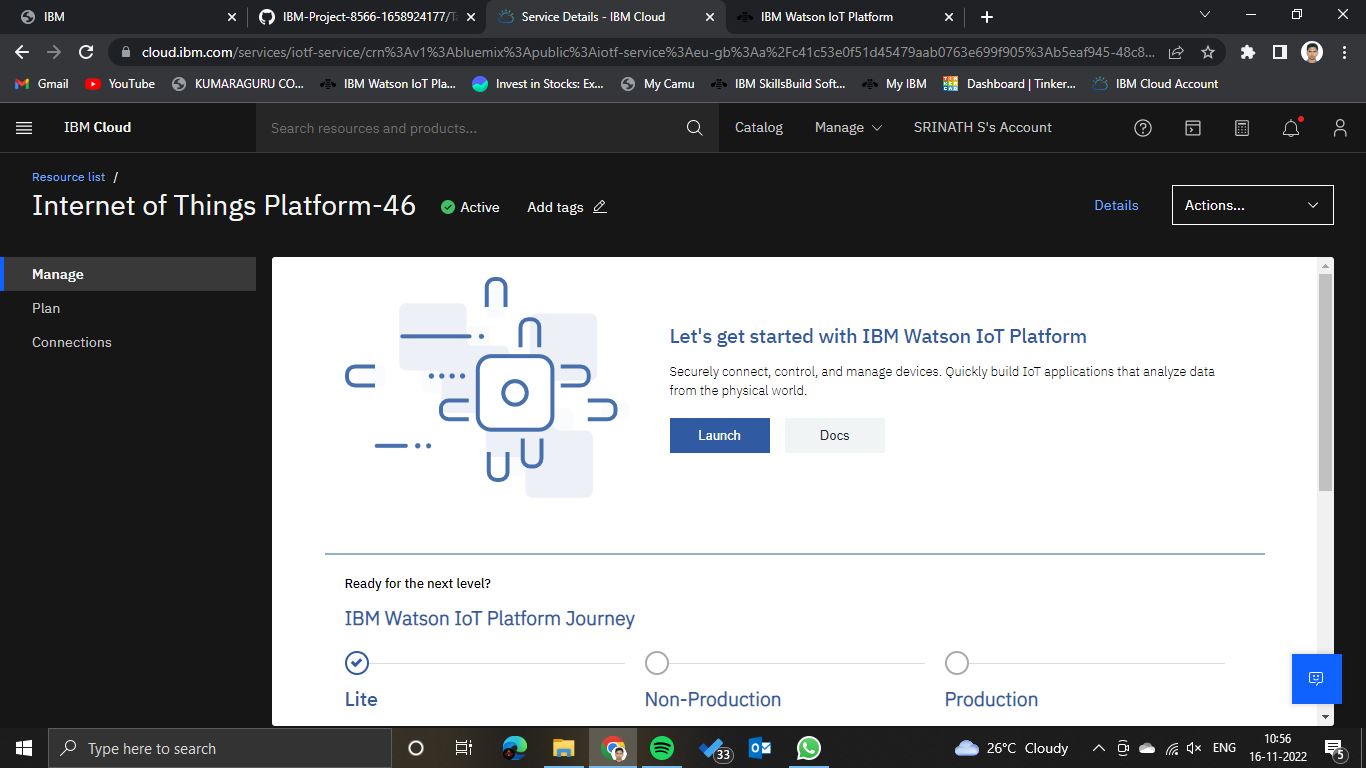 IBM
IBM-Project-8566-1658924177/Ta
Service Details - IBM Cloud
IBM Watson IoT Platform
cloud.ibm.com/services/iotf-service/crn%3Av1%3Abluemix%3Apublic%3Aiotf-service%3Aeu-gb%3Aa%2Fc41c53e0f51d45479aab0763e699f905%3Ab5eaf945-48c8...
Gmail
YouTube
KUMARAGURU CO...
IBM Watson IoT Pla...
Invest in Stocks: Ex...
My Camu
IBM SkillsBuild Soft...
My IBM
Dashboard | Tinker...
IBM Cloud Account
IBM Cloud
Search resources and products...
Catalog
Manage
SRINATH S's Account
Resource list /
Internet of Things Platform-46
Active
Add tags
Details
Actions...
Manage
Plan
Connections
Let's get started with IBM Watson IoT Platform
Securely connect, control, and manage devices. Quickly build IoT applications that analyze data
from the physical world.
Launch
Docs
Ready for the next level?
IBM Watson IoT Platform Journey
Lite
Non-Production
Production
Type here to search
33
26°C Cloudy
ENG
10:56
16-11-2022
5